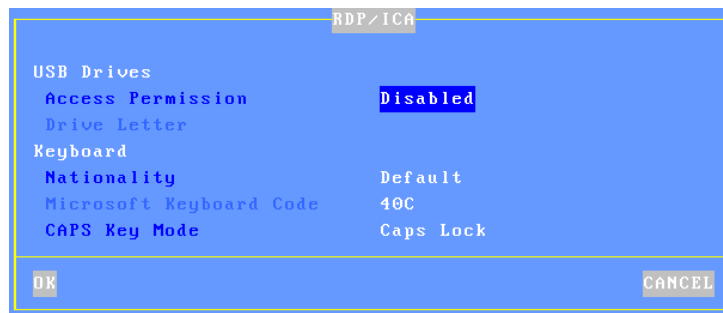 RDP/ICA
USB Drives
Access Permission Disabled
Drive Letter
Keyboard
Nationality Default
Microsoft Keyboard Code 40C
CAPS Key Mode Caps Lock
OK CANCEL